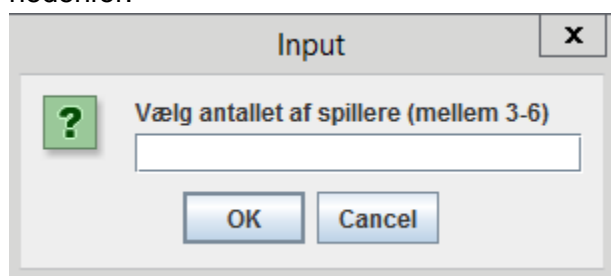 nedenfor.
Input
x
?
Vælg antallet af spillere (mellem 3-6)
OK
Cancel